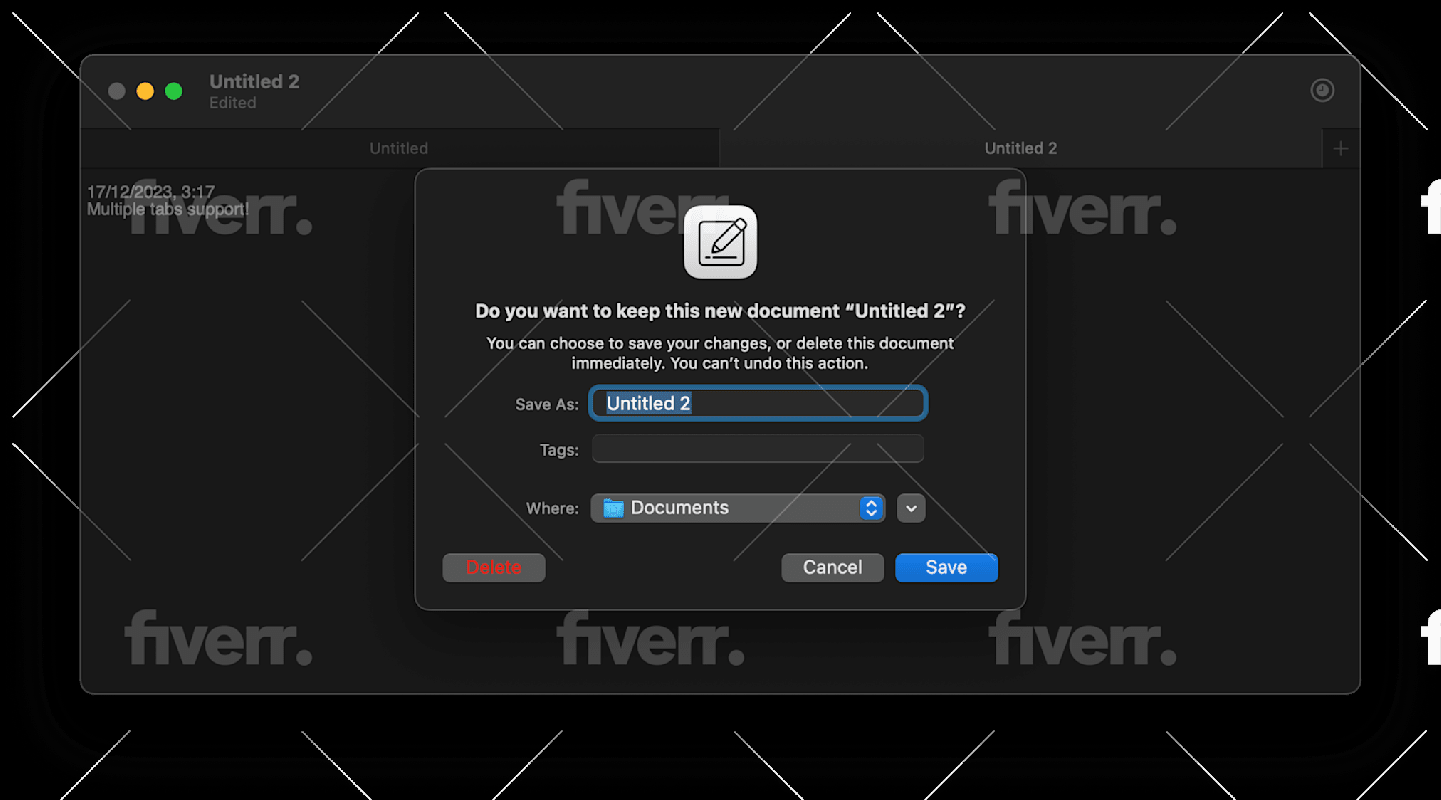 Untitled 2
Edited
Untitled
Untitled 2
17/12/2023, 3:17
Multiple tabs support!
fiverr.
fiverr.
fiverr.
Do you want to keep this new document “Untitled 2”?
You can choose to save your changes, or delete this document
immediately. You can’t undo this action.
Save As: Untitled 2
Tags:
Where: Documents
Delete
Cancel
Save
fiverr.
fiverr.
fiverr.